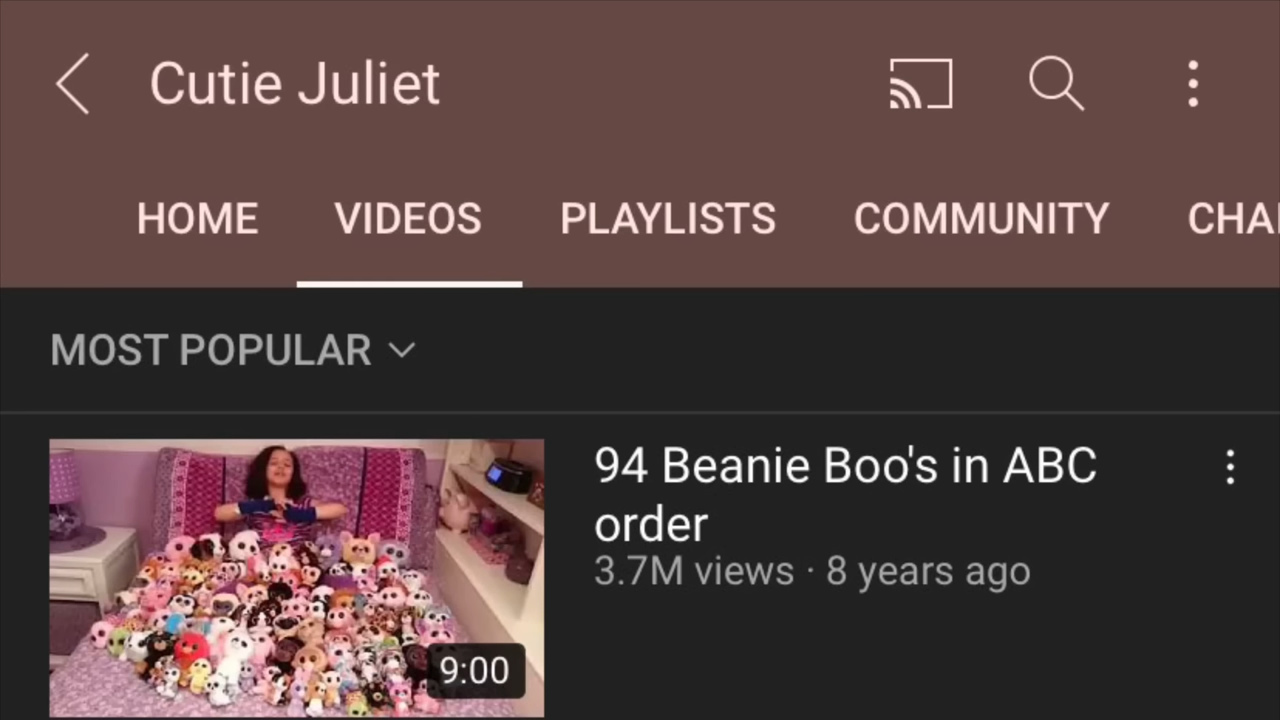 Cutie Juliet
HOME VIDEOS PLAYLISTS COMMUNITY CHA
MOST POPULAR
94 Beanie Boo's in ABC
order
3.7M views · 8 years ago
9:00